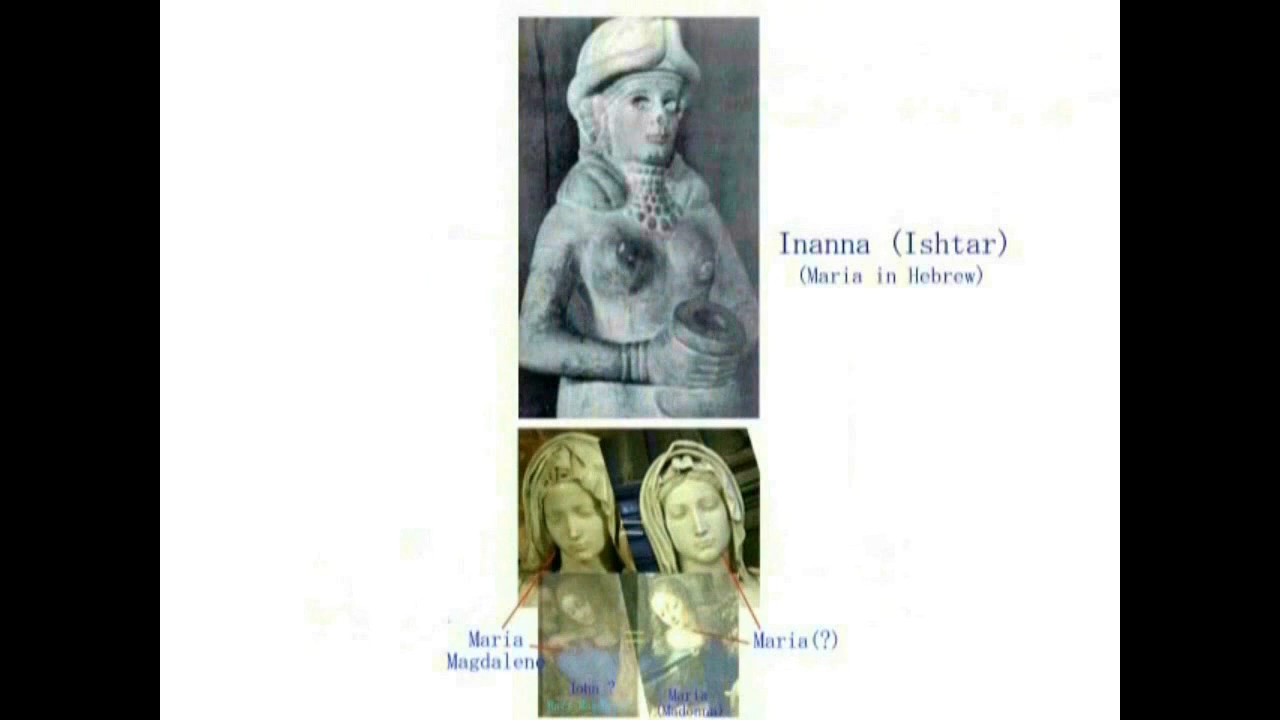 Inanna (Ishtar)
(Maria in Hebrew)
Maria
Magdalene
Maria(?)
John ?
Maria
(Madonna)